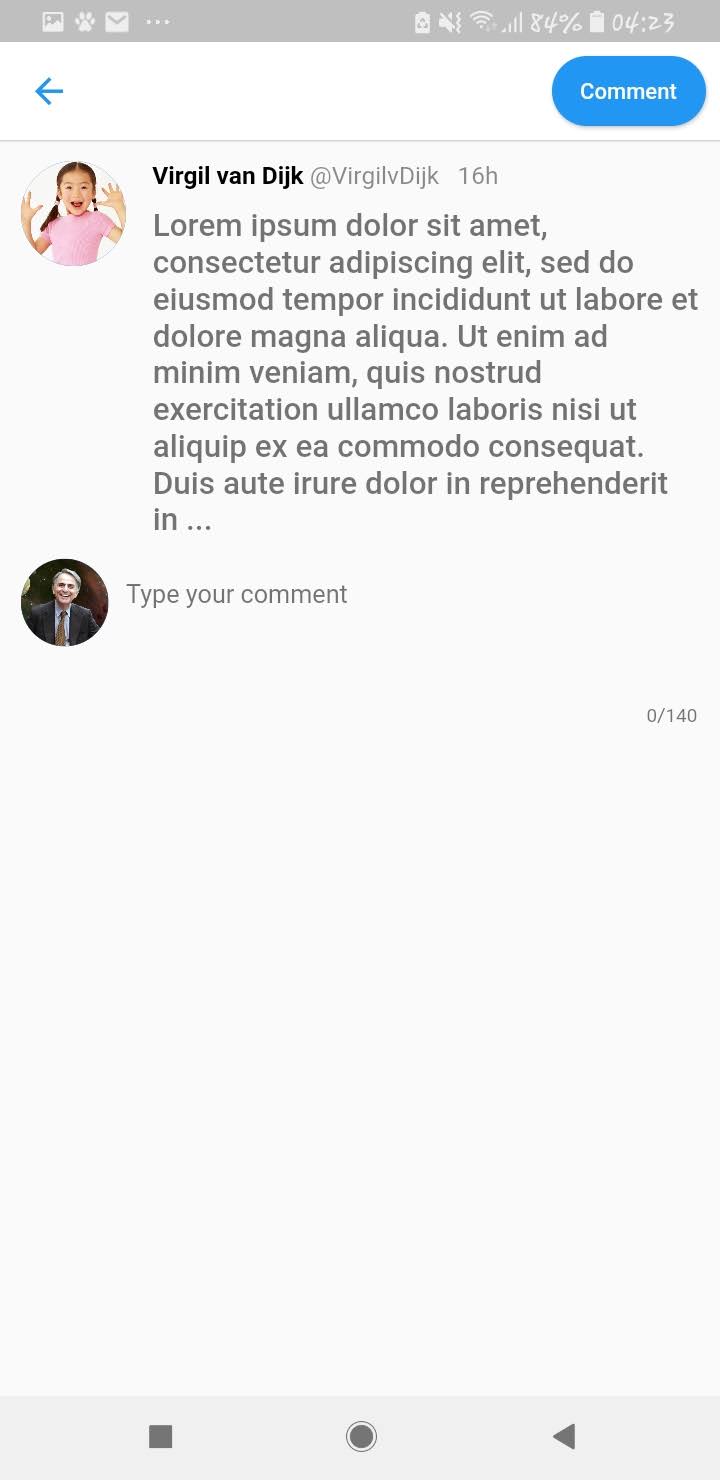 84% 04:23
Comment
Virgil van Dijk @VirgilvDijk 16h
Lorem ipsum dolor sit amet,
consectetur adipiscing elit, sed do
eiusmod tempor incididunt ut labore et
dolore magna aliqua. Ut enim ad
minim veniam, quis nostrud
exercitation ullamco laboris nisi ut
aliquip ex ea commodo consequat.
Duis aute irure dolor in reprehenderit
in ...
Type your comment
0/140